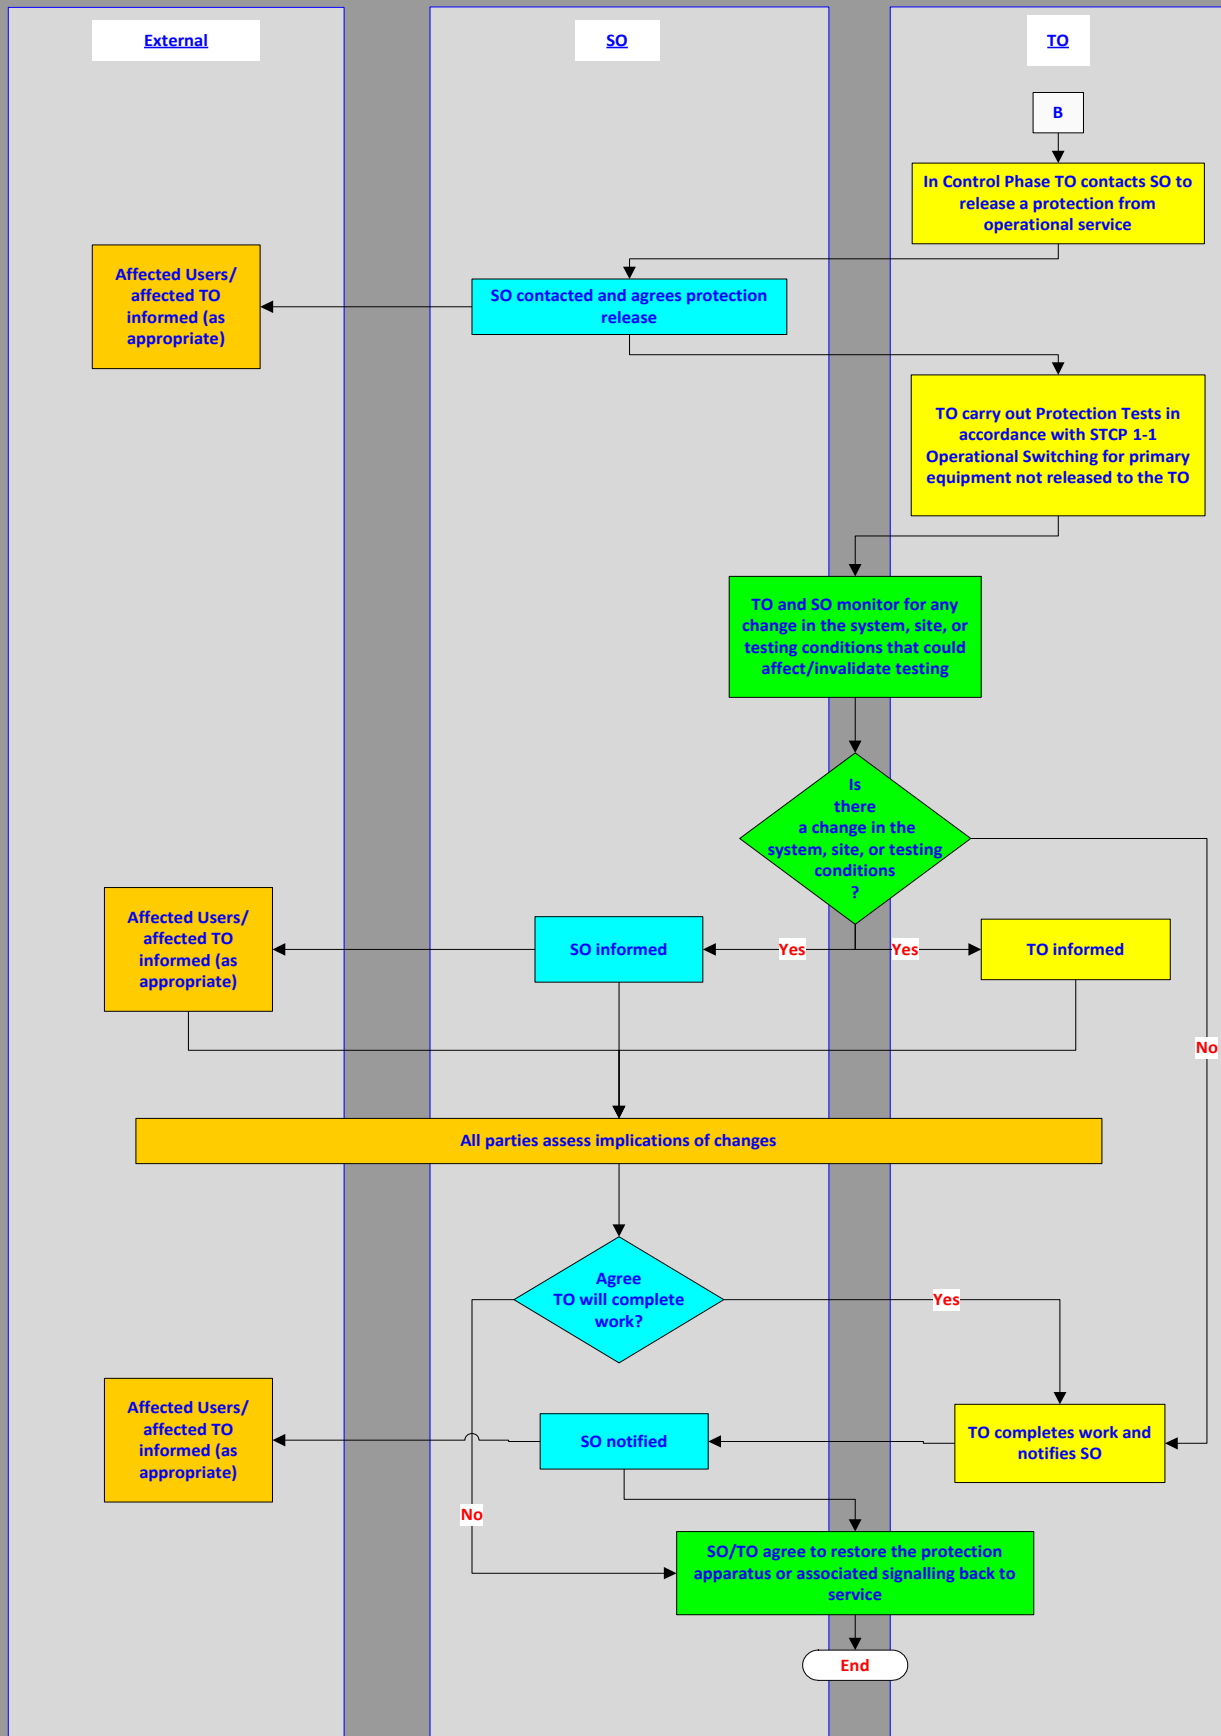 External
SO
TO
B
In Control Phase TO contacts SO to
release a protection from
operational service
Affected Users/
affected TO
informed (as
appropriate)
SO contacted and agrees protection
release
TO carry out Protection Tests in
accordance with STCP 1-1
Operational Switching for primary
equipment not released to the TO
TO and SO monitor for any
change in the system, site, or
testing conditions that could
affect/invalidate testing
Is
there
a change in the
system, site, or testing
conditions
?
Affected Users/
affected TO
informed (as
appropriate)
SO informed
Yes
Yes
TO informed
No
All parties assess implications of changes
Agree
TO will complete
work?
Yes
Affected Users/
affected TO
informed (as
appropriate)
SO notified
TO completes work and
notifies SO
No
SO/TO agree to restore the protection
apparatus or associated signalling back to
service
End